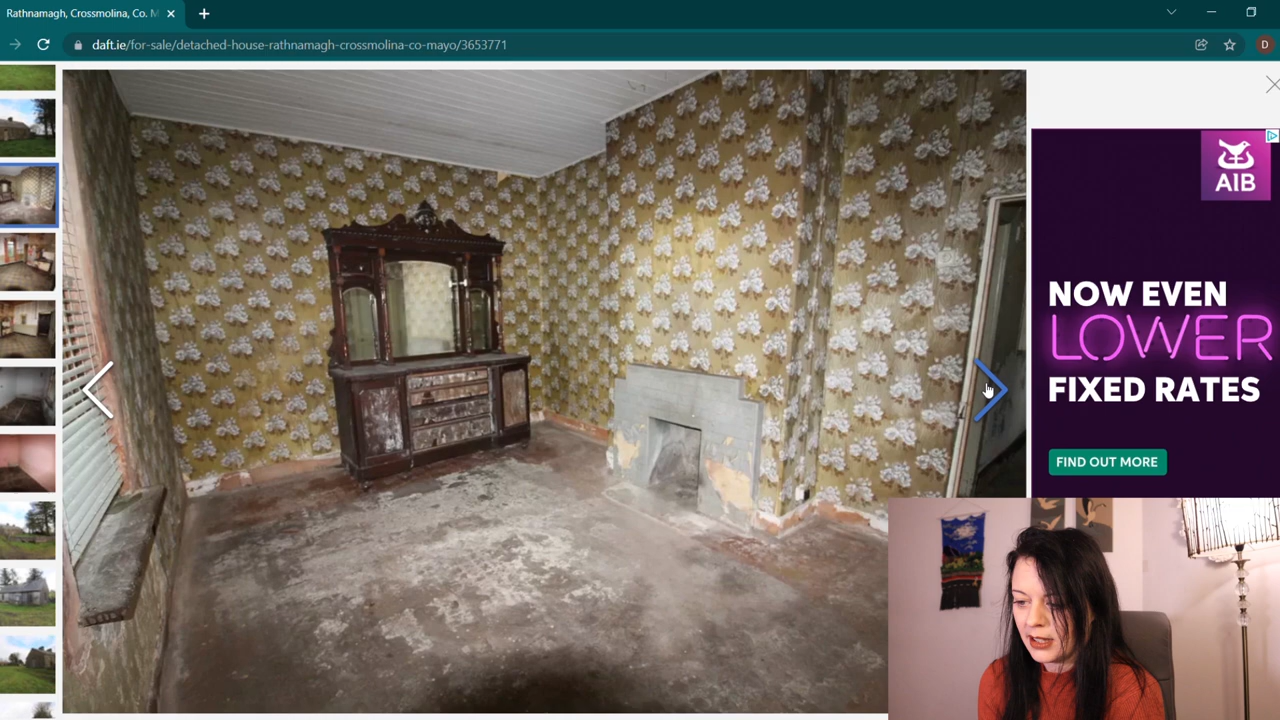 Rathnamagh, Crossmolina, Co. M
daft.ie/for-sale/detached-house-rathnamagh-crossmolina-co-mayo/3653771
D
AIB
NOW EVEN
LOWER
FIXED RATES
FIND OUT MORE